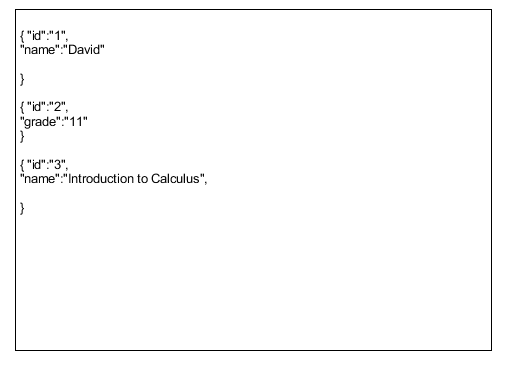 { "id":"1",
"name":"David"
}
{ "id":"2",
"grade":"11"
}
{ "id":"3",
"name":"Introduction to Calculus",
}